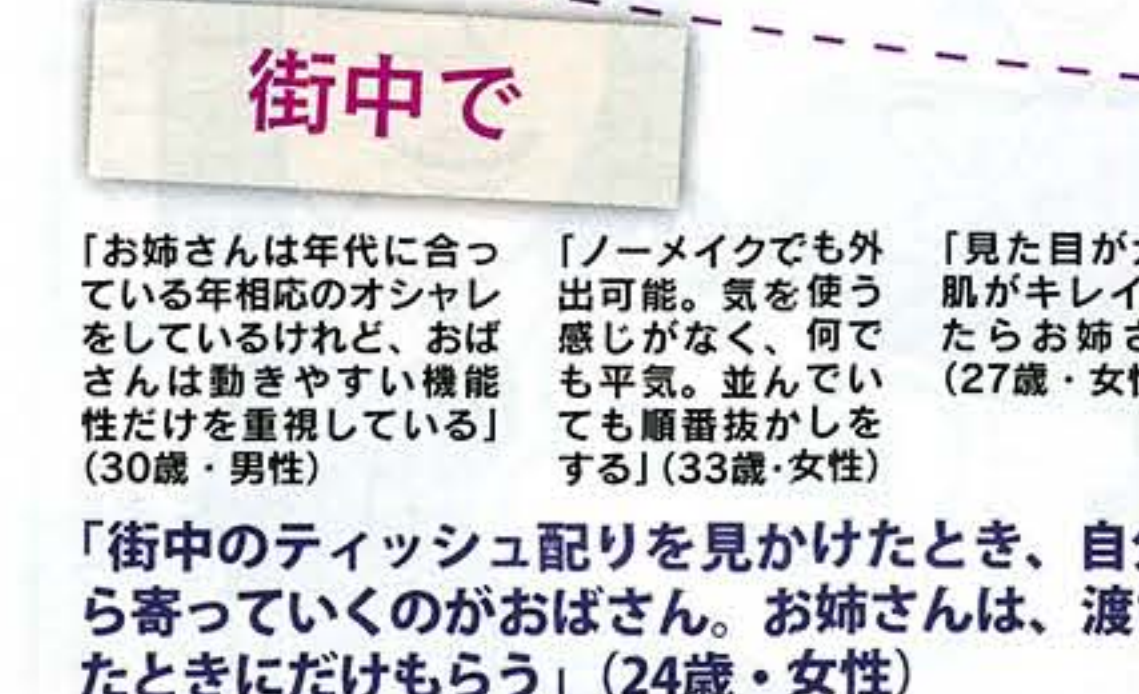 街中で
「お姉さんは年代に合っ
ている年相応のオシャレ
をしているけれど、おば
さんは動きやすい機能
性だけを重視している」
（30歳・男性）
「ノーメイクでも外
出可能。気を使う
感じがなく、何で
も平気。並んでい
ても順番抜かしを
する」（33歳・女性）
「見た目が
肌がキレイ
たらお姉さ
（27歳・女性
「街中のティッシュ配りを見かけたとき、自分
ら寄っていくのがおばさん。お姉さんは、渡
たときにだけもらう」（24歳・女性）